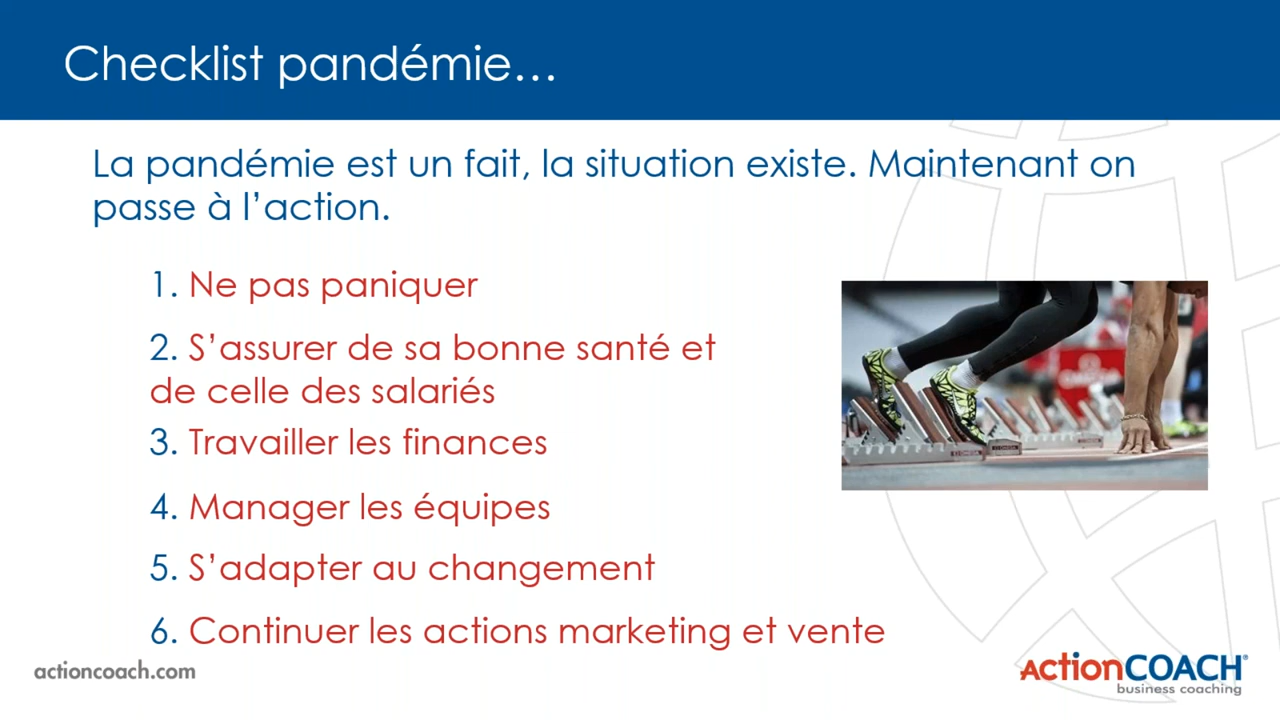 Checklist pandémie…
La pandémie est un fait, la situation existe. Maintenant on
passe à l’action.
1. Ne pas paniquer
2. S’assurer de sa bonne santé et
de celle des salariés
3. Travailler les finances
4. Manager les équipes
5. S’adapter au changement
6. Continuer les actions marketing et vente
actioncoach.com
ActionCOACH®
business coaching